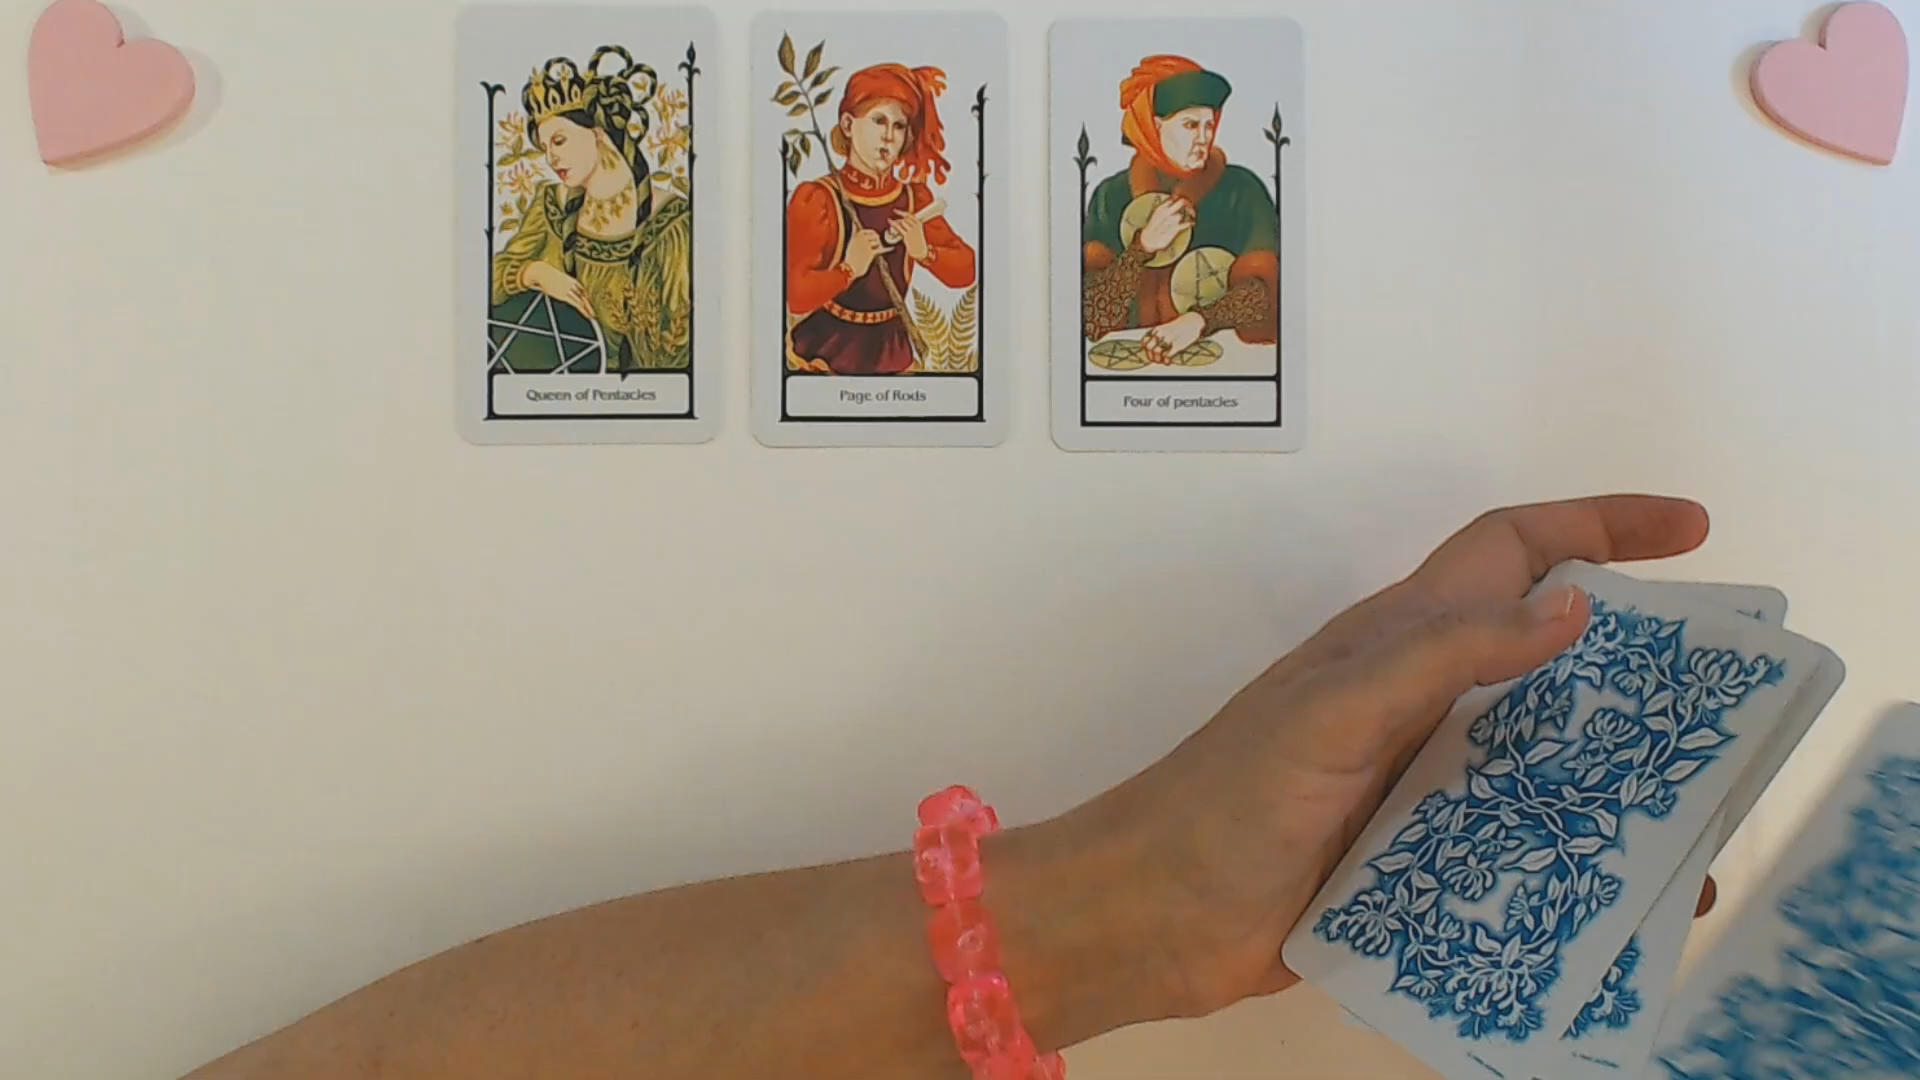 Queen of Pentacles
Page of Rods
Four of pentacles